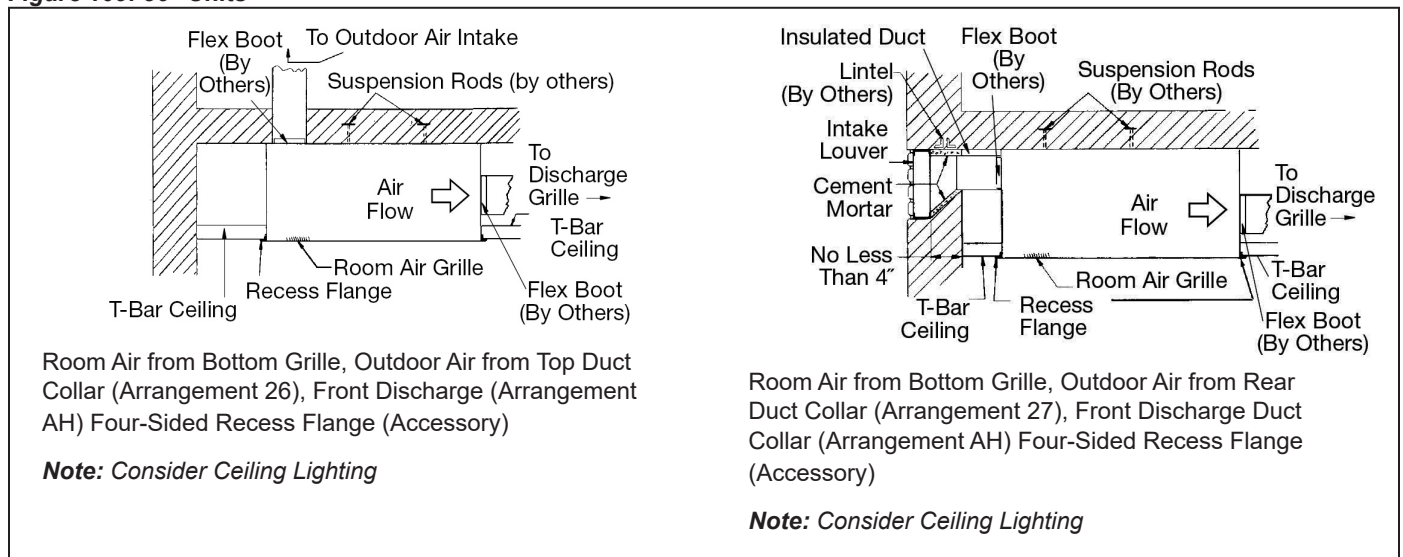 Flex Boot
(By
Others)
To Outdoor Air Intake
Suspension Rods (by others)
To
Discharge
Grille
Air
Flow
T-Bar
Ceiling
Room Air Grille
Recess Flange
T-Bar Ceiling
Flex Boot
(By Others)
Room Air from Bottom Grille, Outdoor Air from Top Duct
Collar (Arrangement 26), Front Discharge (Arrangement
AH) Four-Sided Recess Flange (Accessory)
Note: Consider Ceiling Lighting
Insulated Duct
Flex Boot
(By
Others)
Lintel
(By Others)
Suspension Rods
(By Others)
Intake
Louver
Cement
Mortar
To
Discharge
Grille
Air
Flow
No Less
Than 4″
Room Air Grille
T-Bar
Ceiling
T-Bar
Ceiling
Recess
Flange
Flex Boot
(By Others)
Room Air from Bottom Grille, Outdoor Air from Rear
Duct Collar (Arrangement 27), Front Discharge Duct
Collar (Arrangement AH) Four-Sided Recess Flange
(Accessory)
Note: Consider Ceiling Lighting